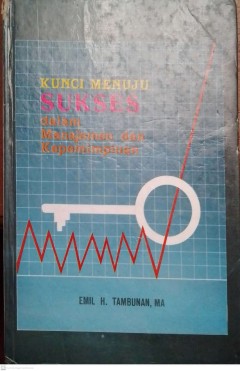 KUNCI MENUJU
SUKSES
dalam
Manajemen dan
Kepemimpinan
EMIL H. TAMBUNAN, MA